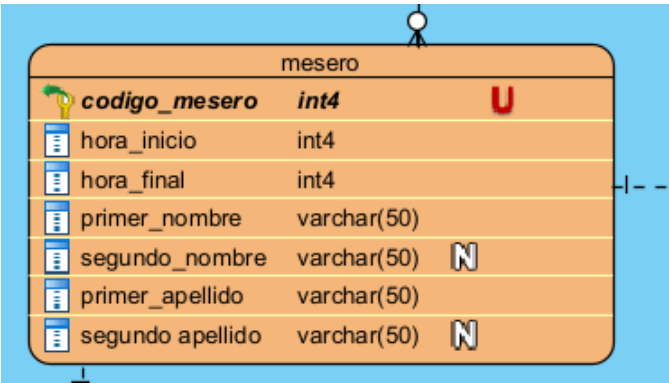 mesero
codigo_mesero int4 U
hora_inicio int4
hora_final int4
primer_nombre varchar(50)
segundo_nombre varchar(50) N
primer_apellido varchar(50)
segundo apellido varchar(50) N